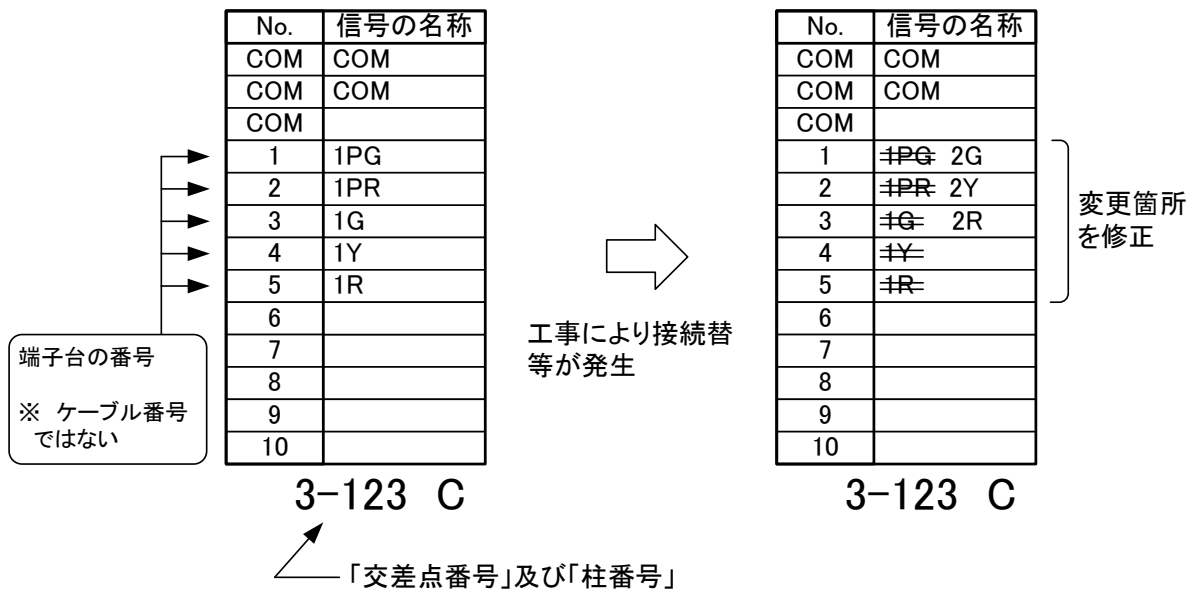 No. 信号の名称
COM COM
COM COM
COM
1 1PG
2 1PR
3 1G
4 1Y
5 1R
6
7
8
9
10
3-123 C
端子台の番号
※ ケーブル番号
ではない
「交差点番号」及び「柱番号」
工事により接続替
等が発生
No. 信号の名称
COM COM
COM COM
COM
1 1PG 2G
2 1PR 2Y
3 1G 2R
4 1Y
5 1R
6
7
8
9
10
3-123 C
変更箇所
を修正